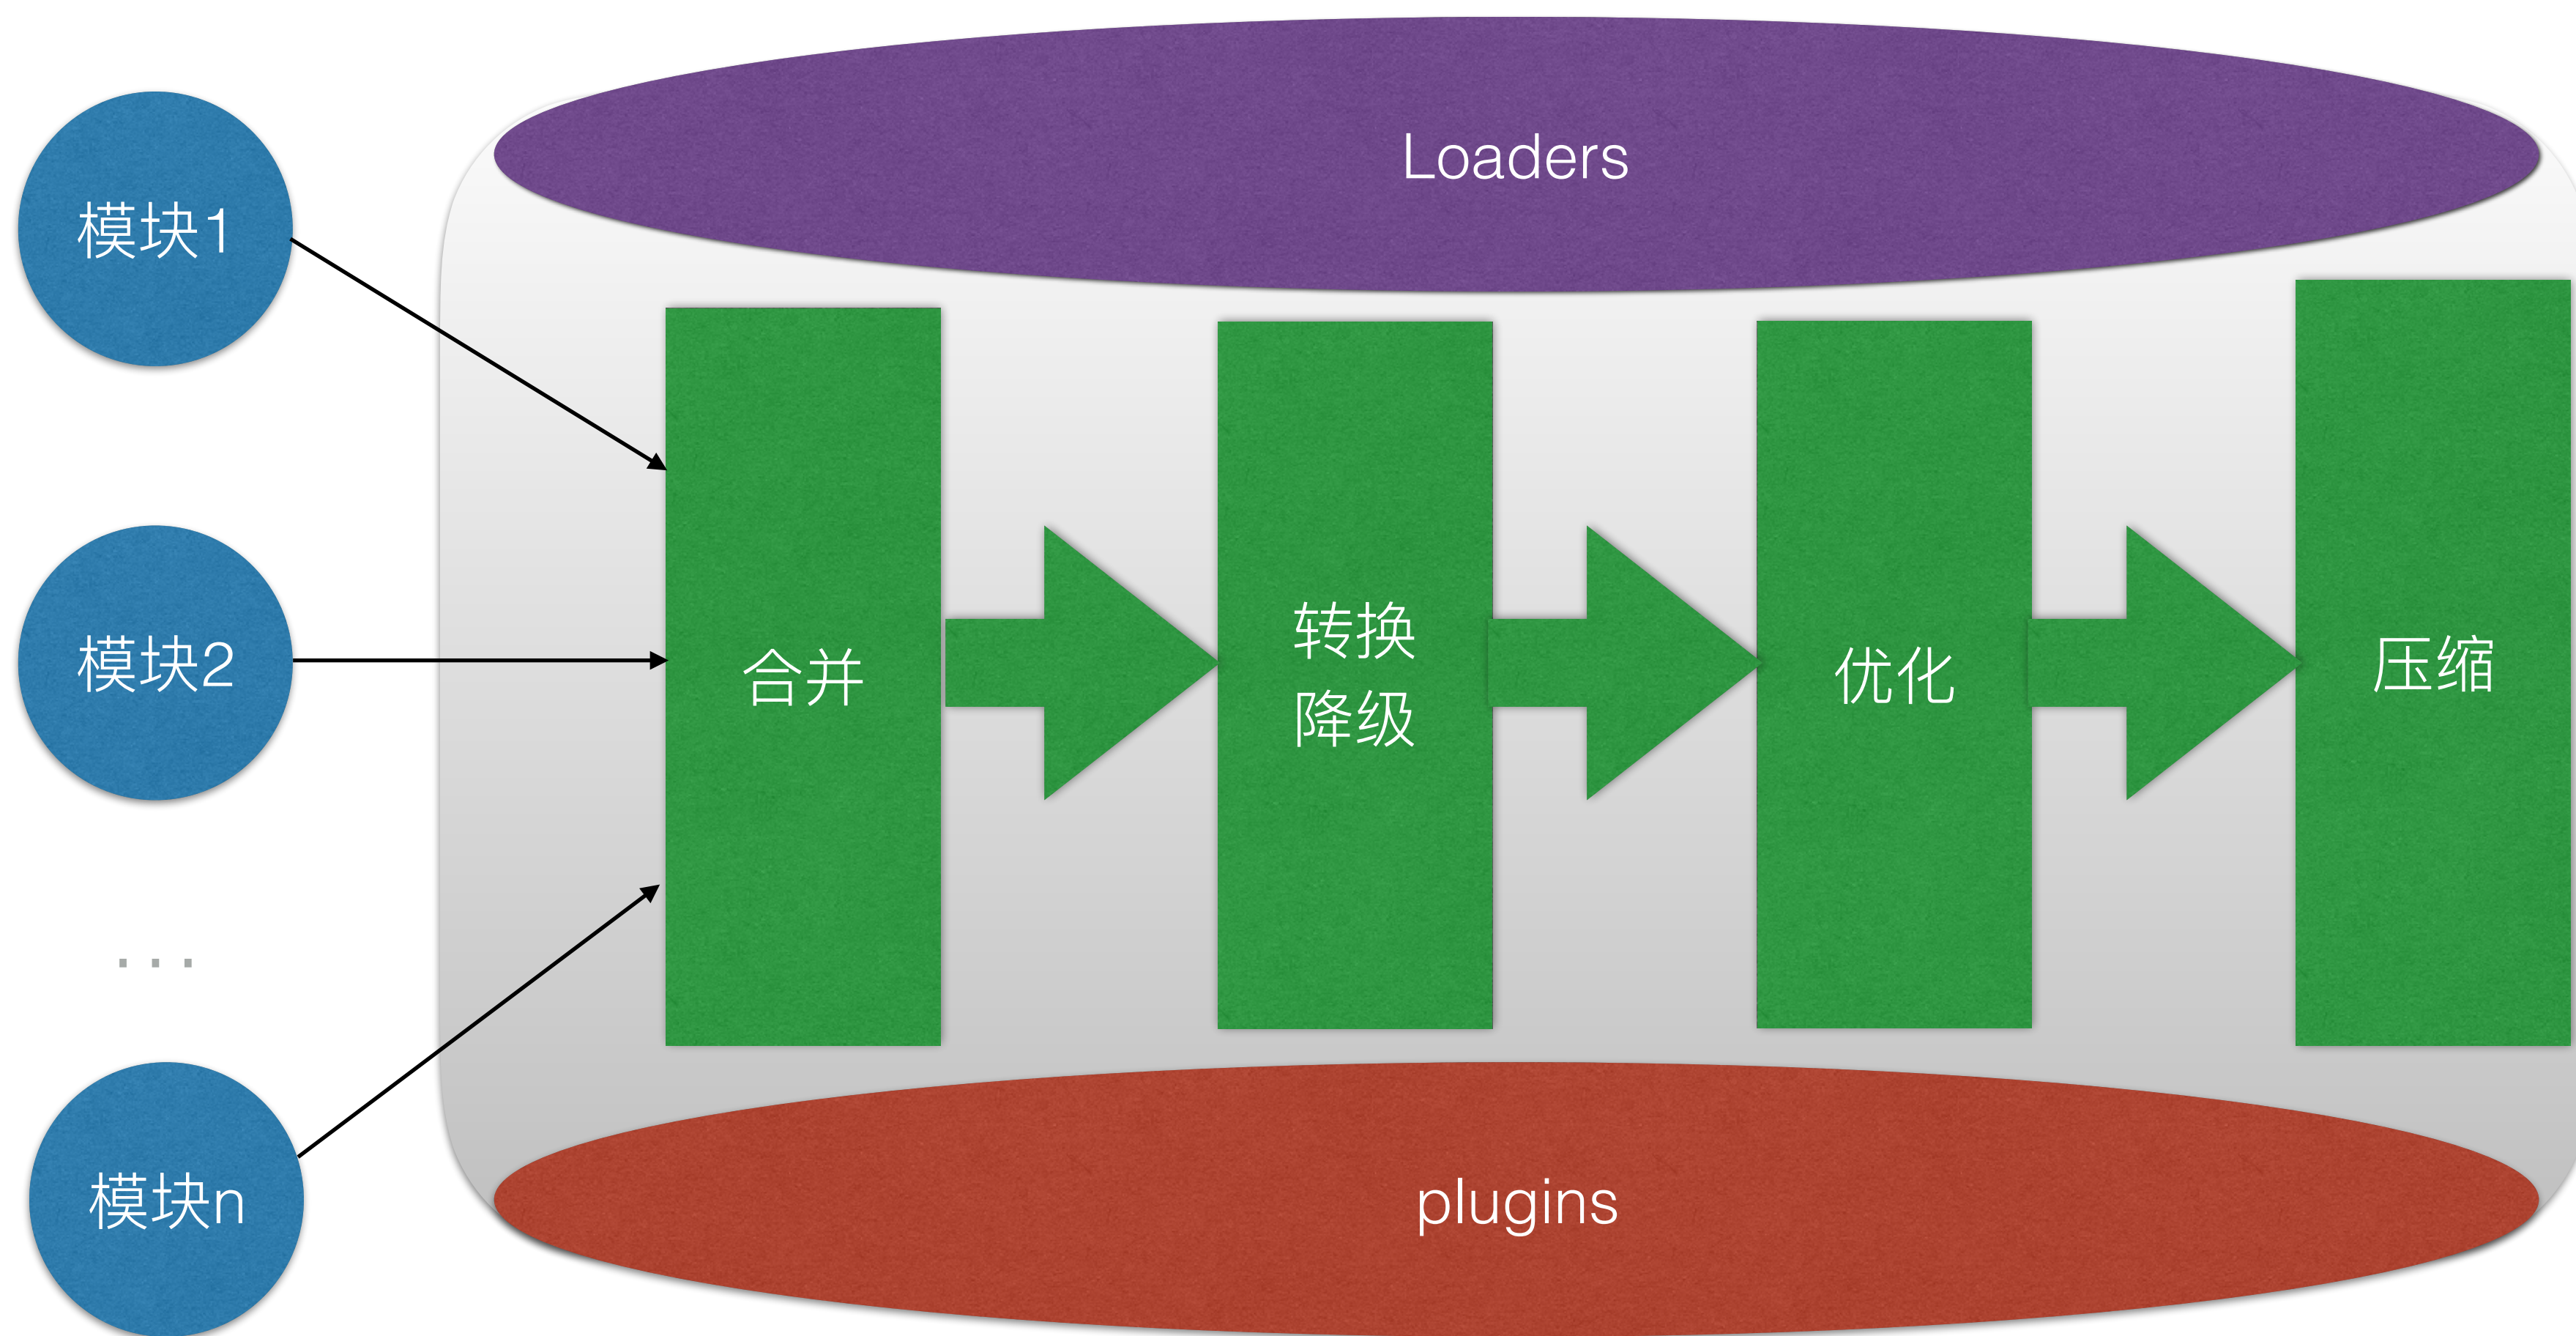 Loaders
模块1
模块2
...
模块n
合并
转换
降级
优化
压缩
plugins